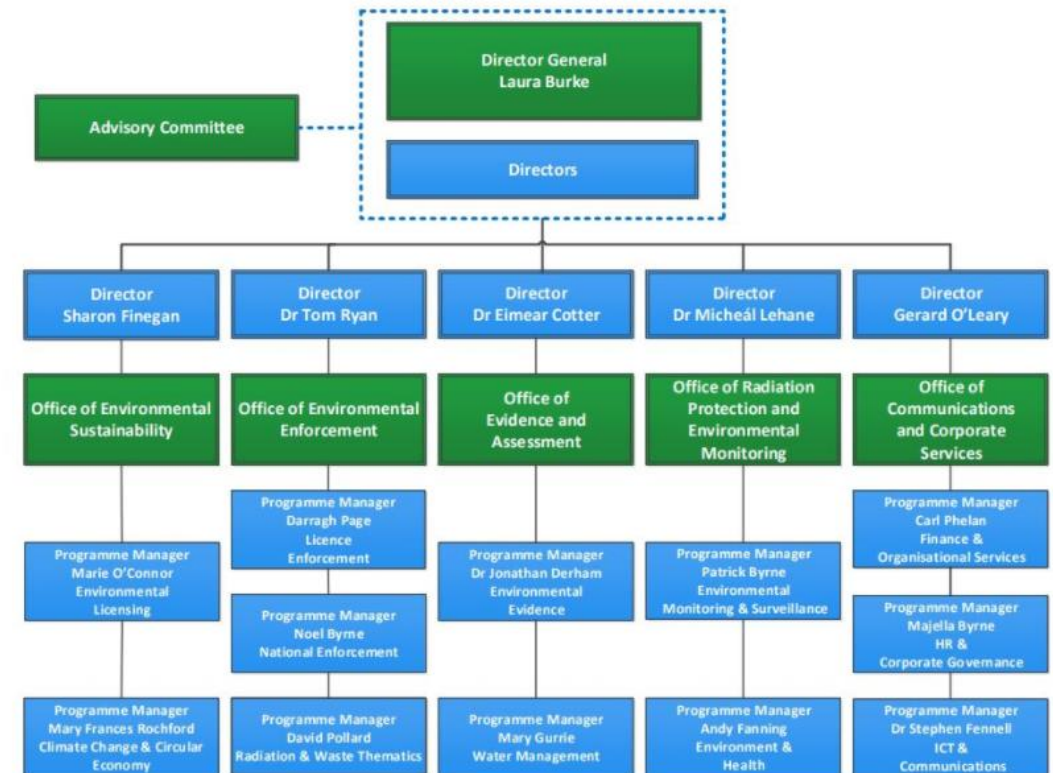 Director General
Laura Burke
Advisory Committee
Directors
Director
Sharon Finegan
Director
Dr Tom Ryan
Director
Dr Eimear Cotter
Director
Dr Micheál Lehane
Director
Gerard O’Leary
Office of Environmental
Sustainability
Office of Environmental
Enforcement
Office of
Evidence and
Assessment
Office of Radiation
Protection and
Environmental
Monitoring
Office of
Communications
and Corporate
Services
Programme Manager
Marie O’Connor
Environmental
Licensing
Programme Manager
Mary Frances Rochford
Climate Change & Circular
Economy
Programme Manager
Darragh Page
Licence
Enforcement
Programme Manager
Noel Byrne
National Enforcement
Programme Manager
David Pollard
Radiation & Waste Thematics
Programme Manager
Dr Jonathan Derham
Environmental
Evidence
Programme Manager
Mary Gurrie
Water Management
Programme Manager
Patrick Byrne
Environmental
Monitoring & Surveillance
Programme Manager
Andy Fanning
Environment &
Health
Programme Manager
Carl Phelan
Finance &
Organisational Services
Programme Manager
Majella Byrne
HR &
Corporate Governance
Programme Manager
Dr Stephen Fennell
ICT &
Communications